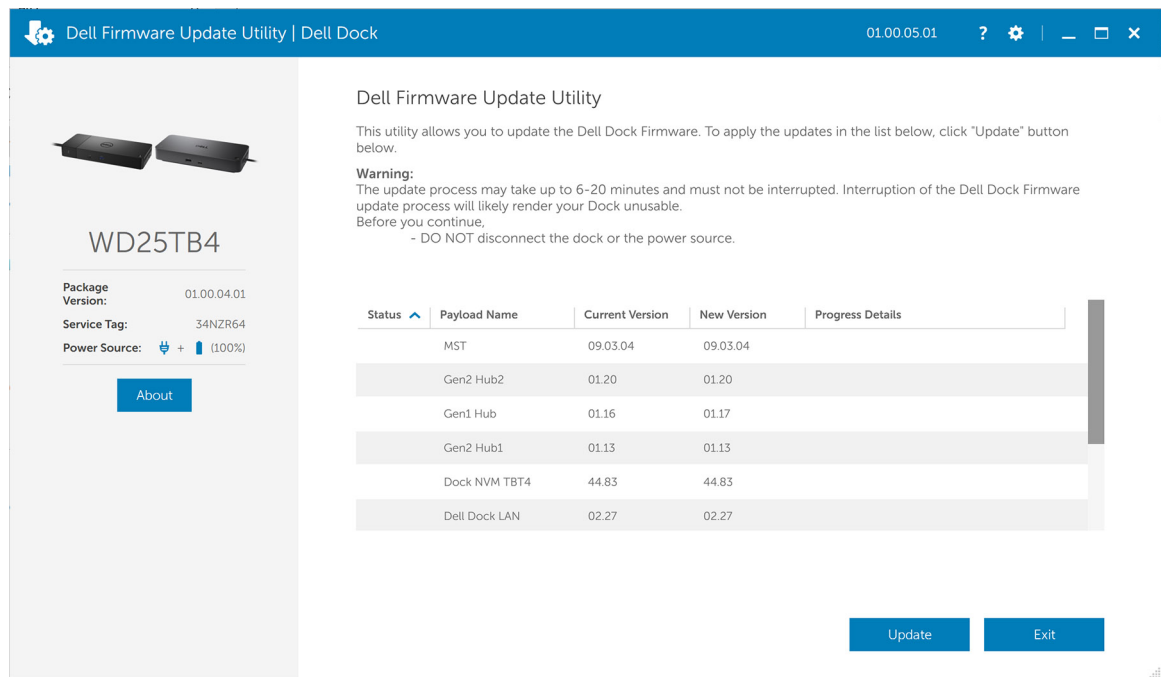 Dell Firmware Update Utility | Dell Dock
01.00.05.01
?
Dell Firmware Update Utility
This utility allows you to update the Dell Dock Firmware. To apply the updates in the list below, click "Update" button
below.
Warning:
The update process may take up to 6-20 minutes and must not be interrupted. Interruption of the Dell Dock Firmware
update process will likely render your Dock unusable.
Before you continue,
- DO NOT disconnect the dock or the power source.
WD25TB4
Package
Version:
01.00.04.01
Service Tag: 34NZR64
Power Source: + (100%)
About
Status Payload Name Current Version New Version Progress Details
MST 09.03.04 09.03.04
Gen2 Hub2 01.20 01.20
Gen1 Hub 01.16 01.17
Gen2 Hub1 01.13 01.13
Dock NVM TBT4 44.83 44.83
Dell Dock LAN 02.27 02.27
Update Exit